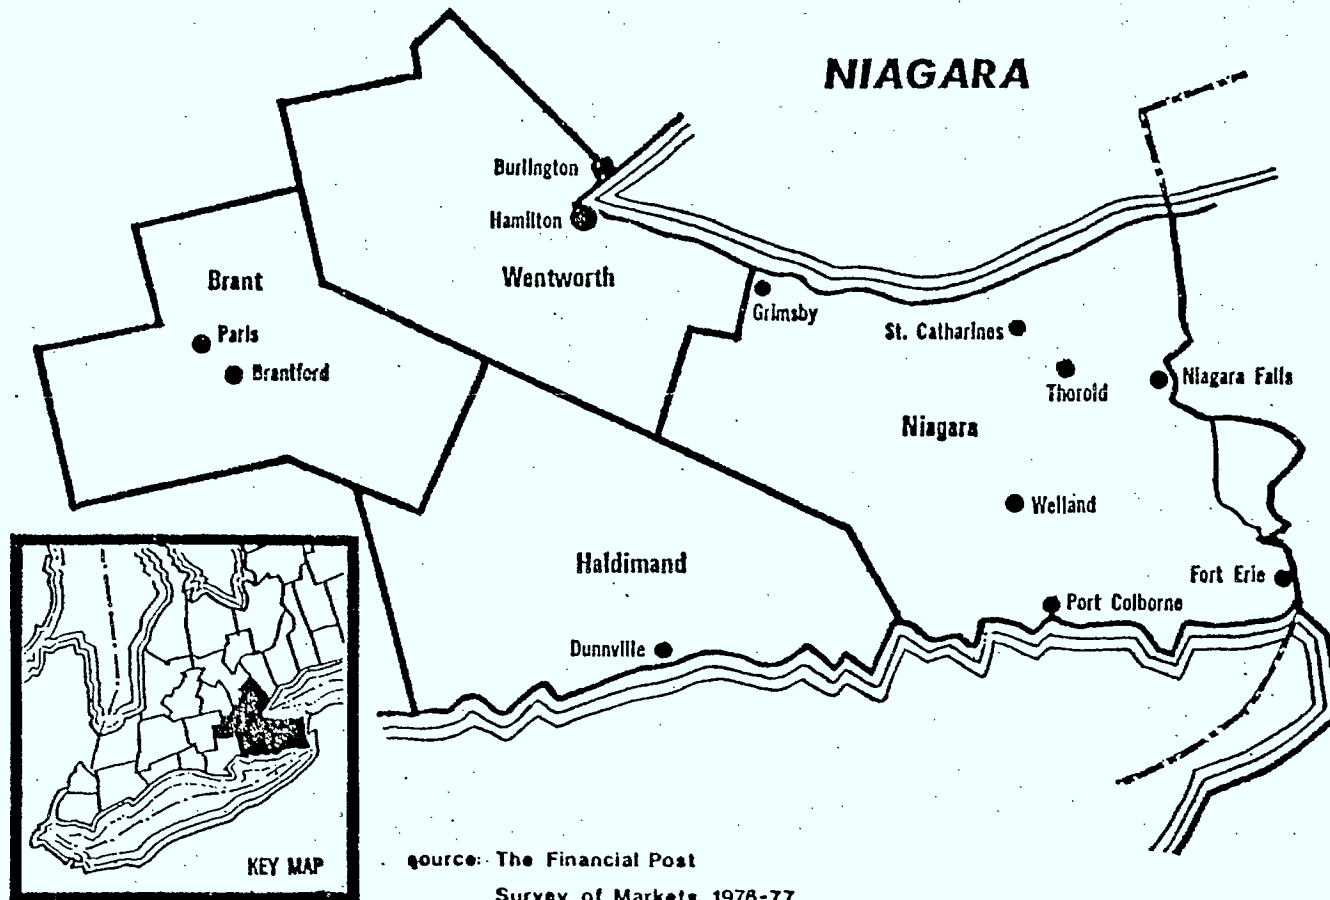 NIAGARA
Burlington
Hamilton
Wentworth
Brant
Paris
Brantford
Grimsby
St. Catharines
Thorold
Niagara Falls
Niagara
Welland
Haldimand
Fort Erie
Port Colborne
Dunnville
KEY MAP
source: The Financial Post
Survey of Markets 1976-77